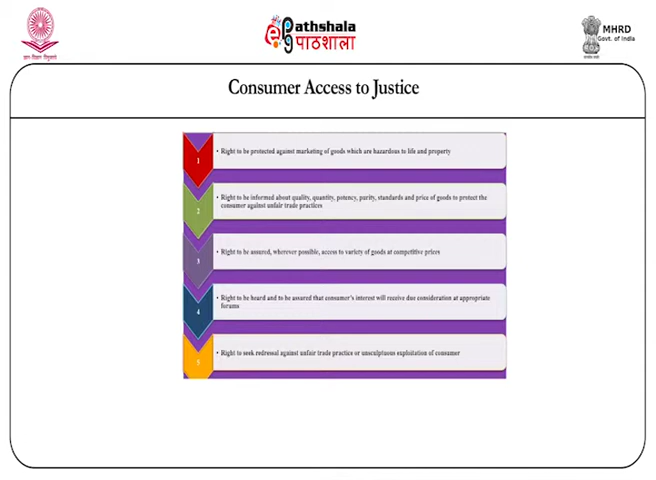 Pathshala
पाठशाला
MHRD
Govt. of India
Consumer Access to Justice
1
• Right to be protected against marketing of goods which are hazardous to life and property
2
• Right to be informed about quality, quantity, potency, purity, standards and price of goods to protect the
consumer against unfair trade practices
3
• Right to be assured, wherever possible, access to variety of goods at competitive prices
4
• Right to be heard and to be assured that consumer's interest will receive due consideration at appropriate
forums
5
• Right to seek redressal against unfair trade practice or unsculptuous exploitation of consumer